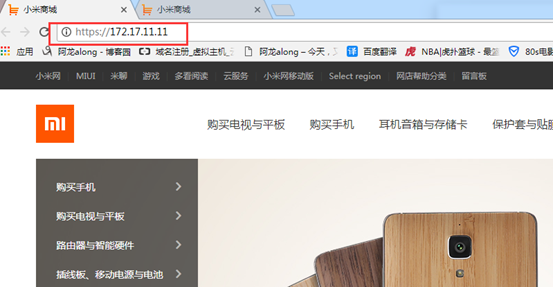 小米商城 小米商城
https://172.17.11.11
应用 阿龙along - 博客园 域名注册_虚拟主机_ 阿龙along – 今天， 百度翻译 NBA|虎扑篮球 - 最篮 80s电影
小米网 MIUI 米聊 游戏 多看阅读 云服务 小米网移动版 Select region 网店帮助分类 留言板
mi 购买电视与平板 购买手机 耳机音箱与存储卡 保护套与贴膜
购买手机
购买电视与平板
路由器与智能硬件
插线板、移动电源与电池